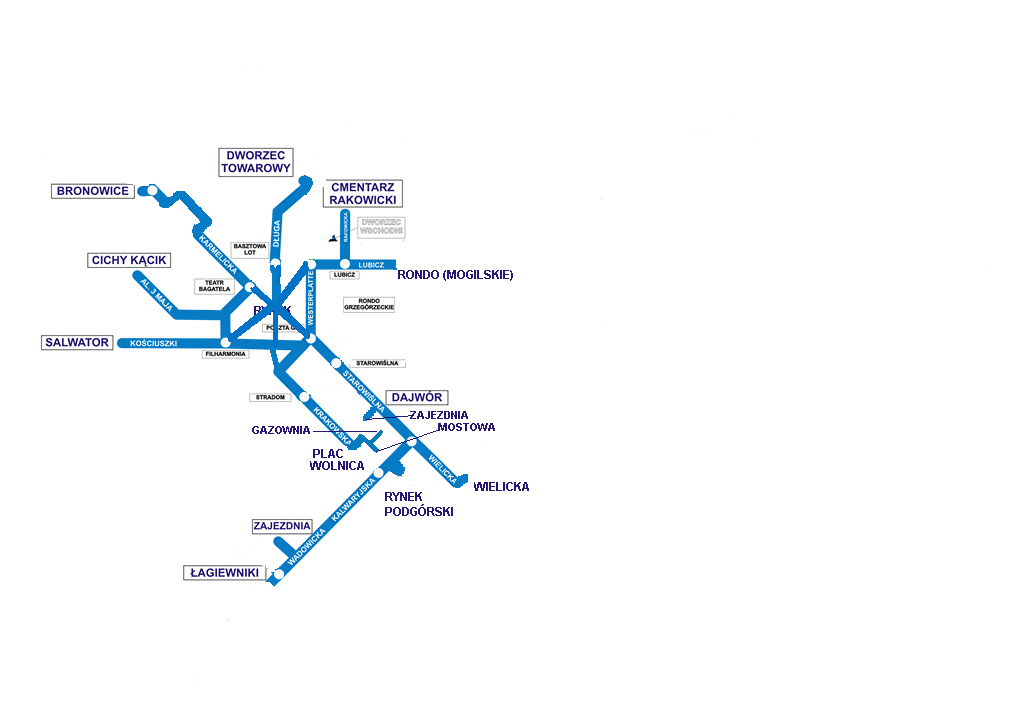 DWORZEC
TOWAROWY
CMENTARZ
RAKOWICKI
BRONOWICE
RAKOWICKA
DWORZEC
WSCHODNI
DŁUGA
KARMELICKA
BASZTOWA
LOT
CICHY KĄCIK
LUBICZ
LUBICZ
RONDO (MOGILSKIE)
AL. 3 MAJA
TEATR
BAGATELA
WESTERPLATTE
RONDO
GRZEGÓRZECKIE
RYNEK
POCZTA G
SALWATOR
KOŚCIUSZKI
FILHARMONIA
STAROWIŚLNA
STAROWIŚLNA
STRADOM
DAJWÓR
KRAKOWSKA
ZAJEZDNIA
GAZOWNIA
MOSTOWA
PLAC
WOLNICA
WIELICKA
WIELICKA
KALWARYJSKA
RYNEK
PODGÓRSKI
ZAJEZDNIA
WADOWICKA
ŁAGIEWNIKI